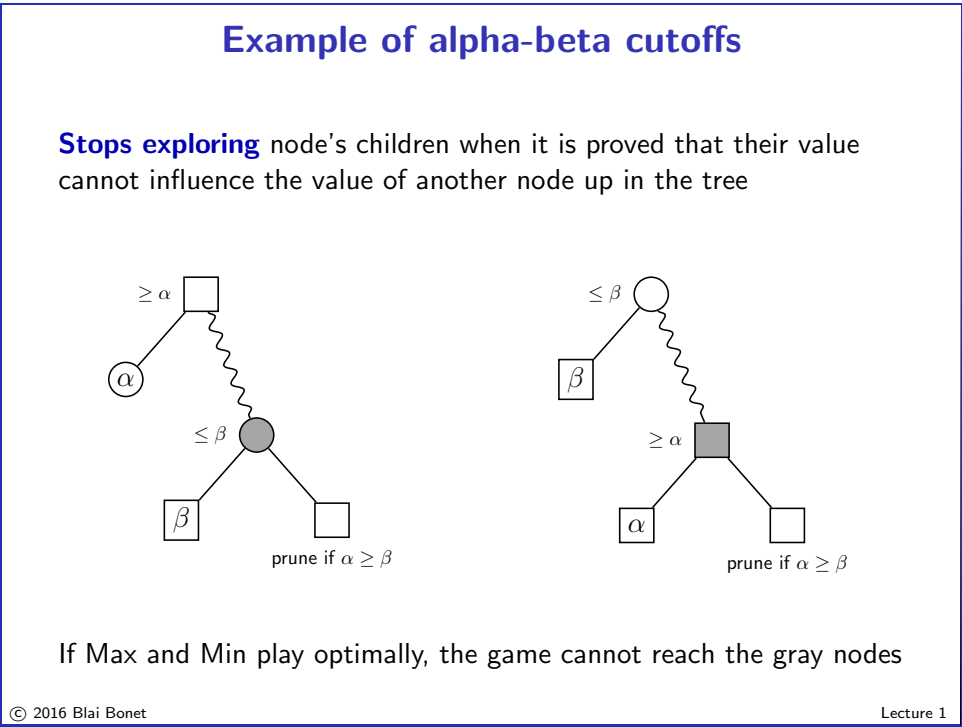 Example of alpha-beta cutoffs
Stops exploring node's children when it is proved that their value
cannot influence the value of another node up in the tree
≥ α
α
≤ β
β
prune if α ≥ β
≤ β
β
≥ α
α
prune if α ≥ β
If Max and Min play optimally, the game cannot reach the gray nodes
© 2016 Blai Bonet
Lecture 1